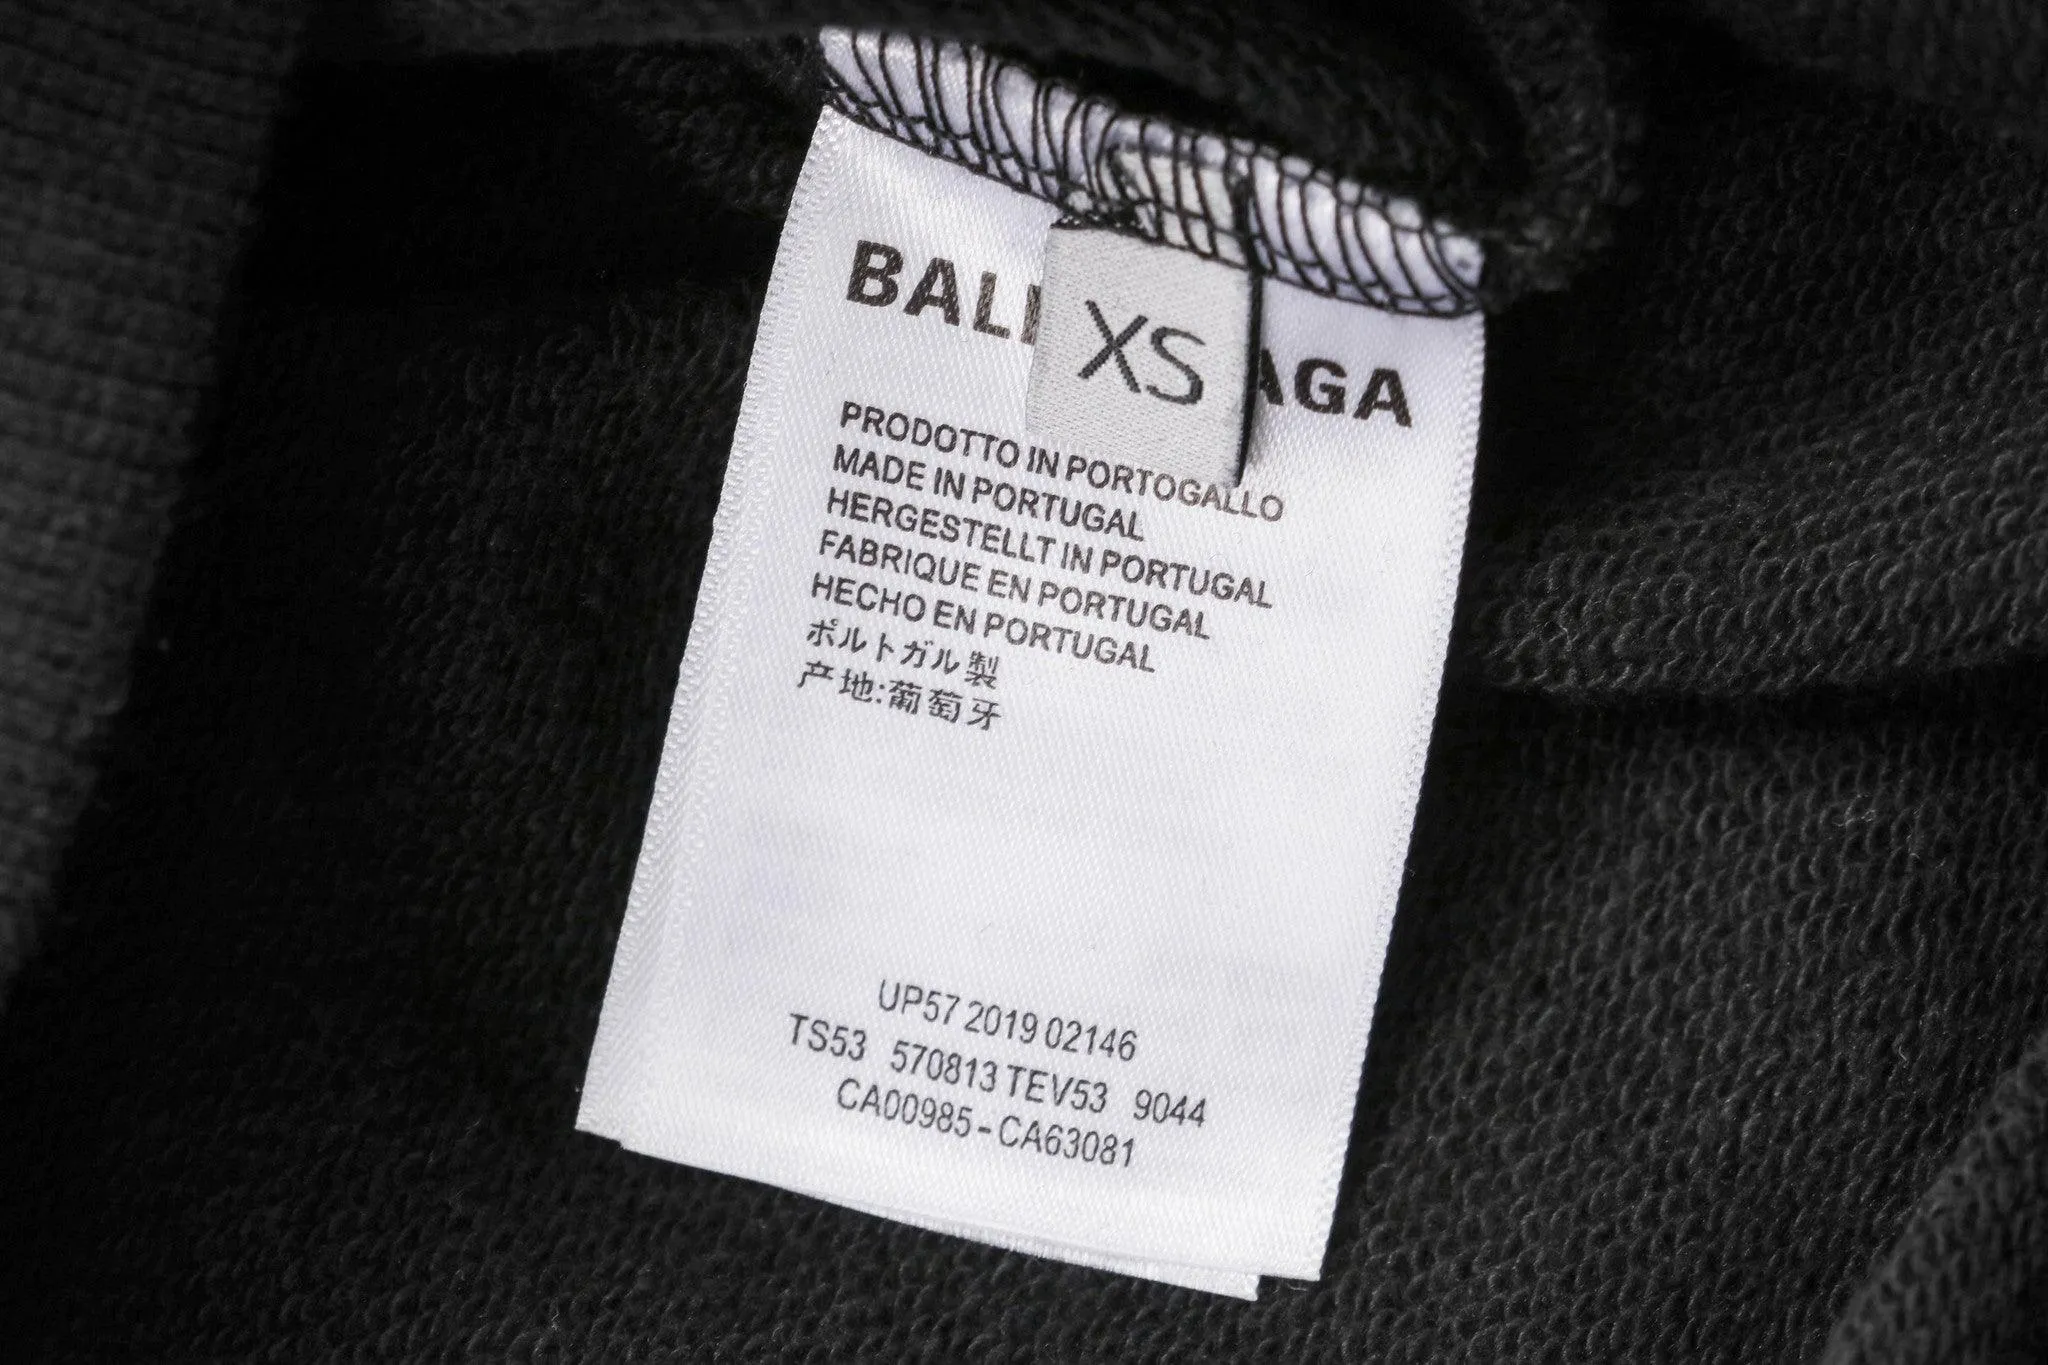 BAL AGA
XS
PRODOTTO IN PORTOGALLO
MADE IN PORTUGAL
HERGESTELLT IN PORTUGAL
FABRIQUE EN PORTUGAL
HECHO EN PORTUGAL
ポルトガル製
产地:葡萄牙
UP57 2019 02146
TS53 570813 TEV53 9044
CA00985 - CA63081